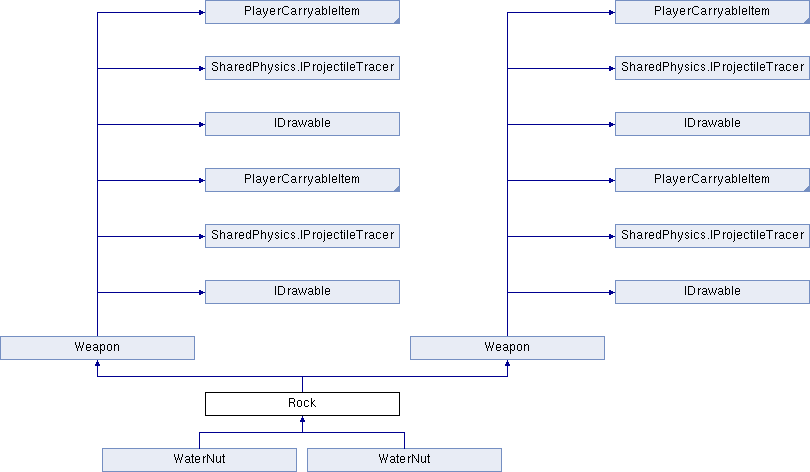 PlayerCarryableItem PlayerCarryableItem
SharedPhysics.IProjectileTracer SharedPhysics.IProjectileTracer
IDrawable IDrawable
PlayerCarryableItem PlayerCarryableItem
SharedPhysics.IProjectileTracer SharedPhysics.IProjectileTracer
IDrawable IDrawable
Weapon Weapon
Rock
WaterNut WaterNut